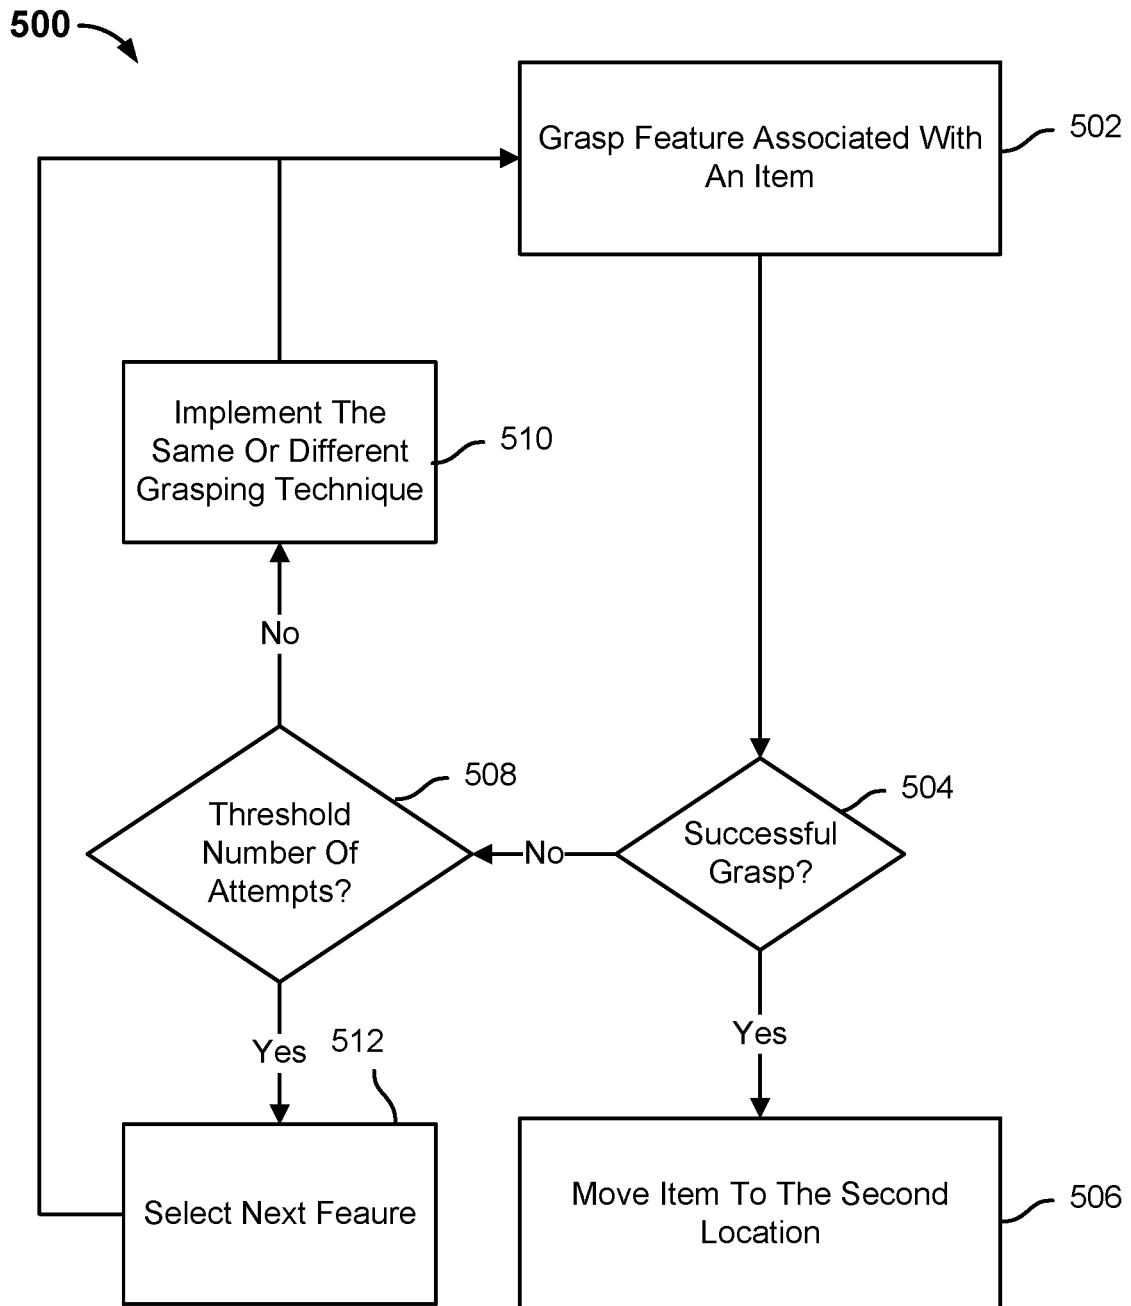 500
Grasp Feature Associated With
An Item
502
Implement The
Same Or Different
Grasping Technique
510
No
Threshold
Number Of
Attempts?
508
No
Successful
Grasp?
504
Yes
512
Yes
Select Next Feaure
Move Item To The Second
Location
506